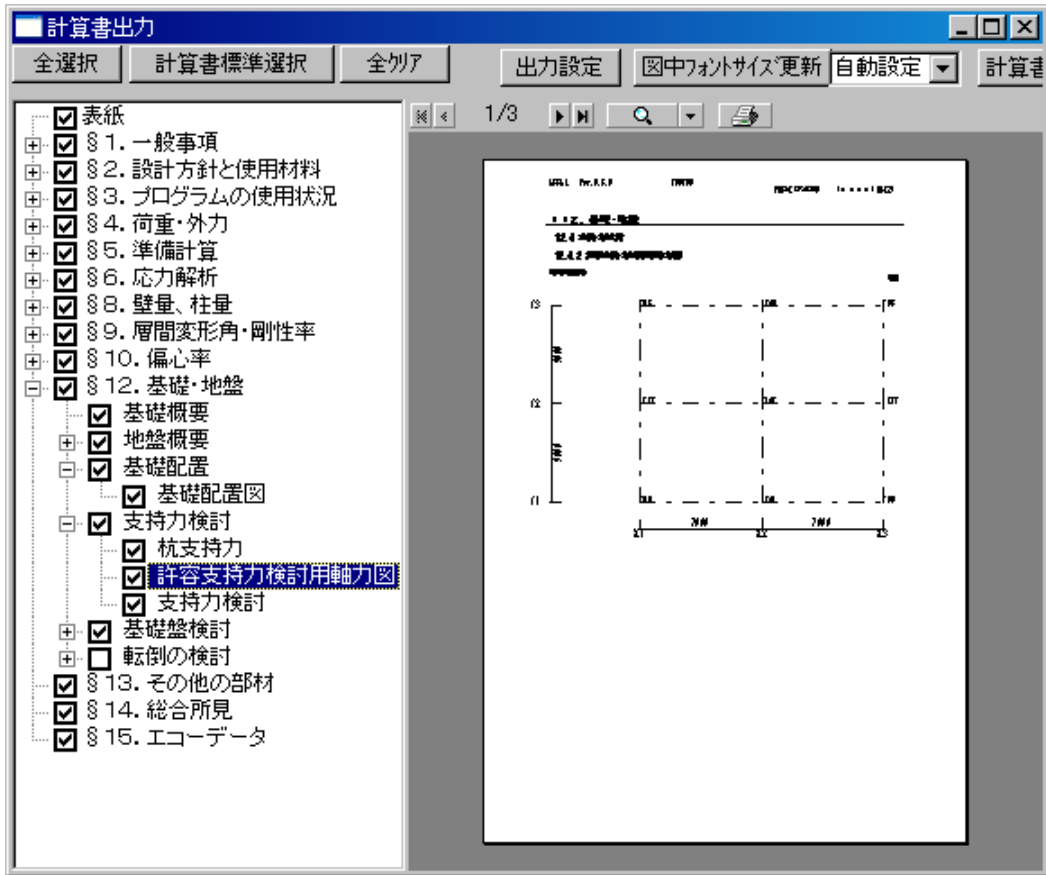 計算書出力
全選択 計算書標準選択 全クリア 出力設定 図中フォントサイズ更新 自動設定 計算書
1/3
表紙
§1.一般事項
§2.設計方針と使用材料
§3.プログラムの使用状況
§4.荷重・外力
§5.準備計算
§6.応力解析
§8.壁量、柱量
§9.層間変形角・剛性率
§10.偏心率
§12.基礎・地盤
基礎概要
地盤概要
基礎配置
基礎配置図
支持力検討
杭支持力
許容支持力検討用軸力図
支持力検討
基礎盤検討
転倒の検討
§13.その他の部材
§14.総合所見
§15.エコーデータ